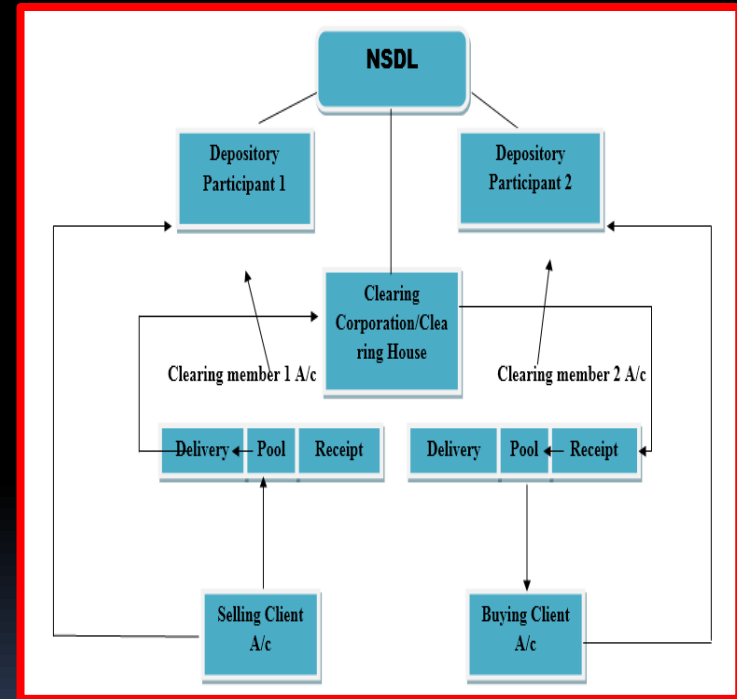 NSDL
Depository
Participant 1
Depository
Participant 2
Clearing
Corporation/Clea
ring House
Clearing member 1 A/c
Clearing member 2 A/c
Delivery Pool Receipt
Delivery Pool Receipt
Selling Client
A/c
Buying Client
A/c